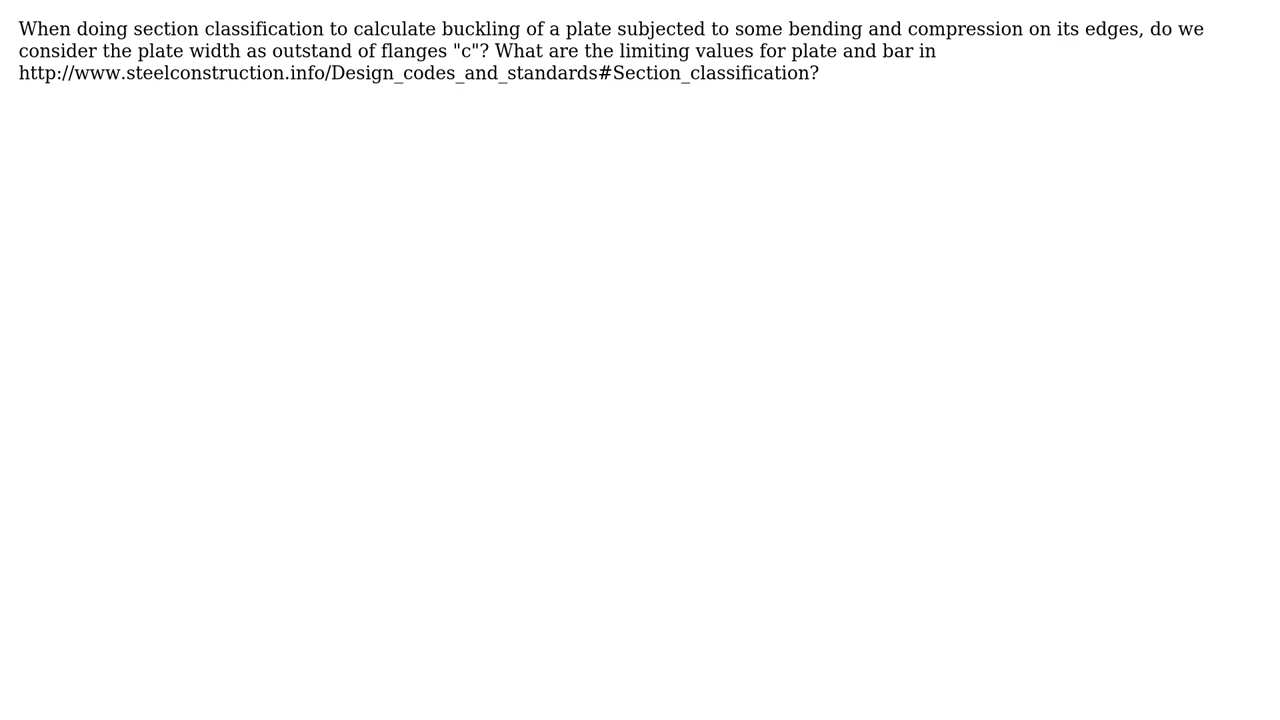 When doing section classification to calculate buckling of a plate subjected to some bending and compression on its edges, do we
consider the plate width as outstand of flanges "c"? What are the limiting values for plate and bar in
http://www.steelconstruction.info/Design_codes_and_standards#Section_classification?